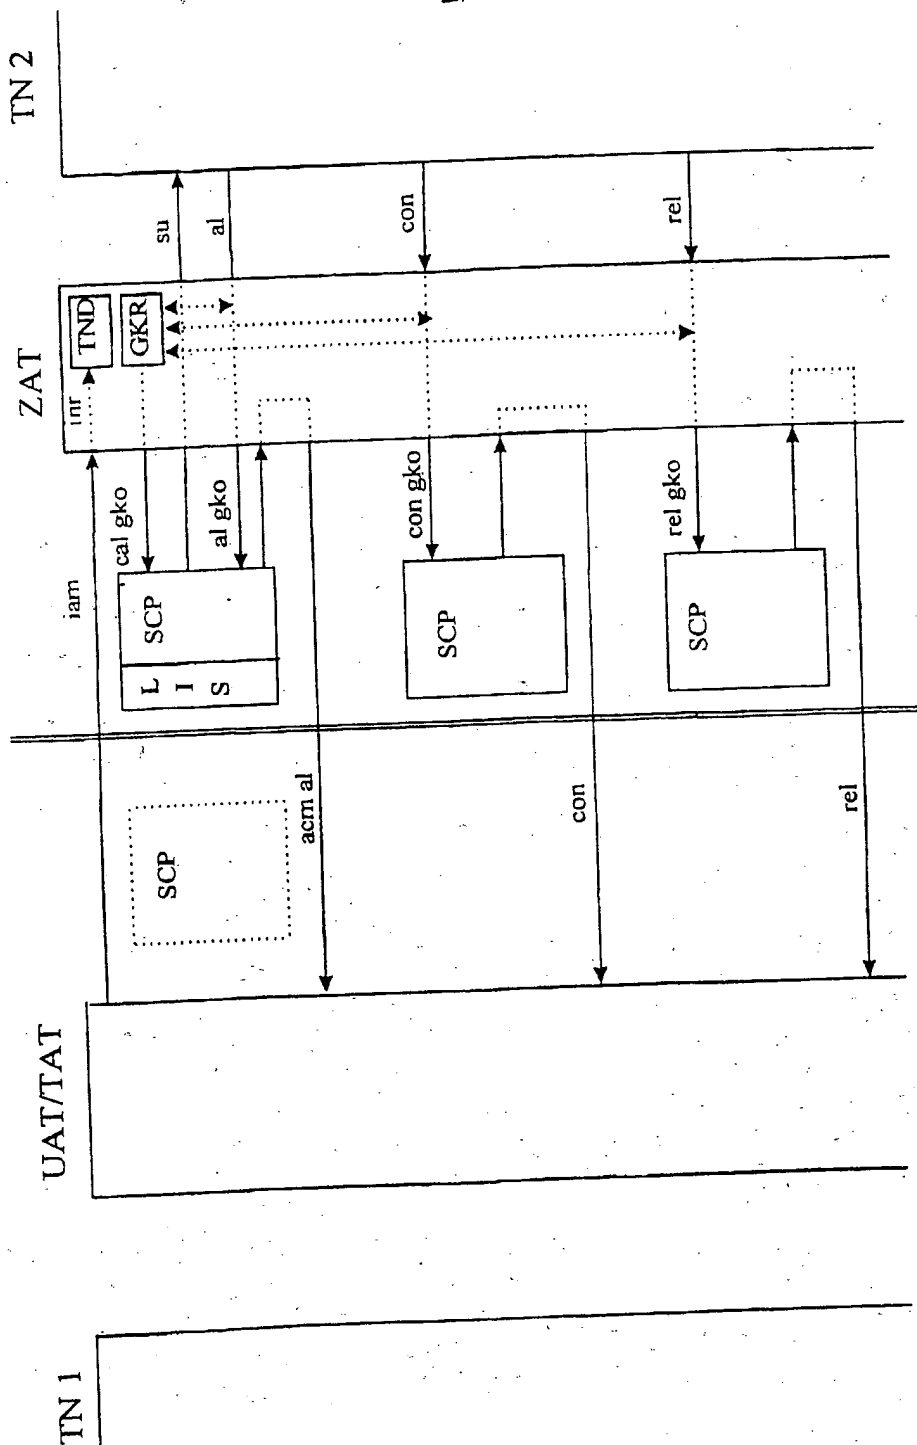 TN 1
UAT/TAT
ZAT
TN 2
iam
inr
TND
GKR
cal gko
su
SCP
L
I
S
SCP
al gko
al
acm al
con
con gko
SCP
con
rel
rel gko
SCP
rel